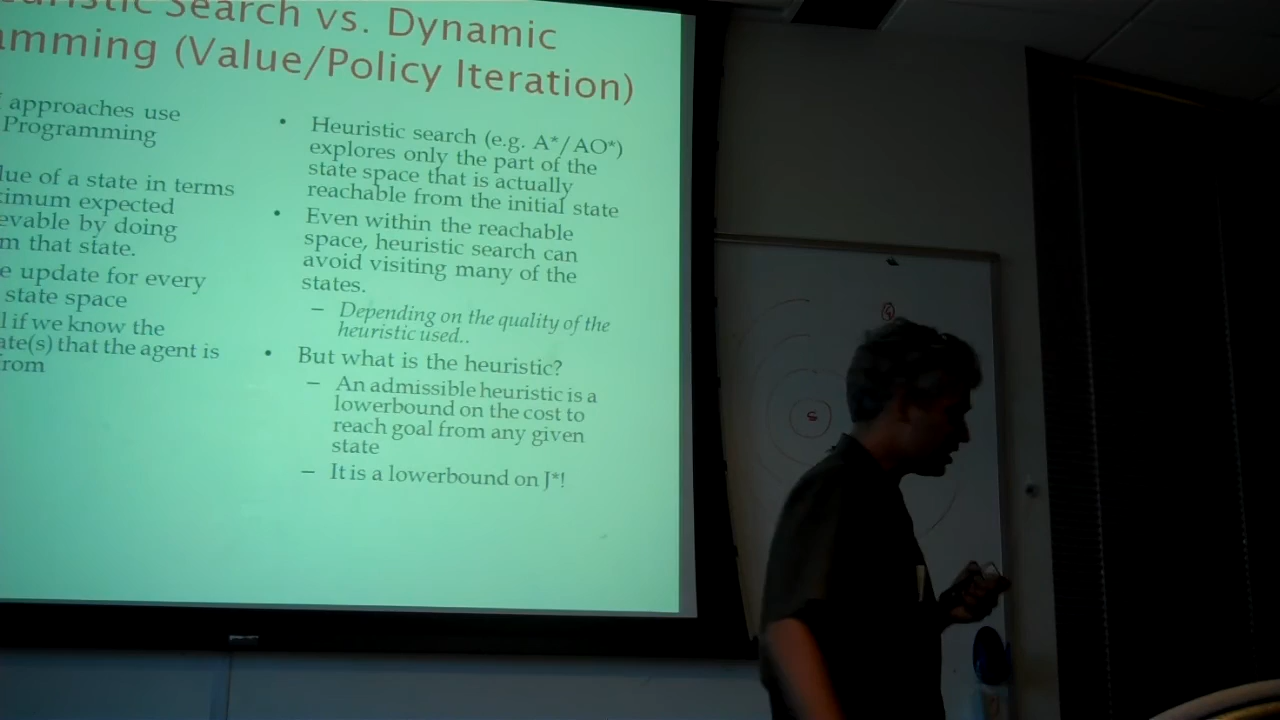 uristic Search vs. Dynamic
amming (Value/Policy Iteration)
approaches use
Programming
lue of a state in terms
imum expected
evable by doing
m that state.
e update for every
state space
l if we know the
ate(s) that the agent is
rom
• Heuristic search (e.g. A*/AO*)
explores only the part of the
state space that is actually
reachable from the initial state
• Even within the reachable
space, heuristic search can
avoid visiting many of the
states.
– Depending on the quality of the
heuristic used..
• But what is the heuristic?
– An admissible heuristic is a
lowerbound on the cost to
reach goal from any given
state
– It is a lowerbound on J*!
S